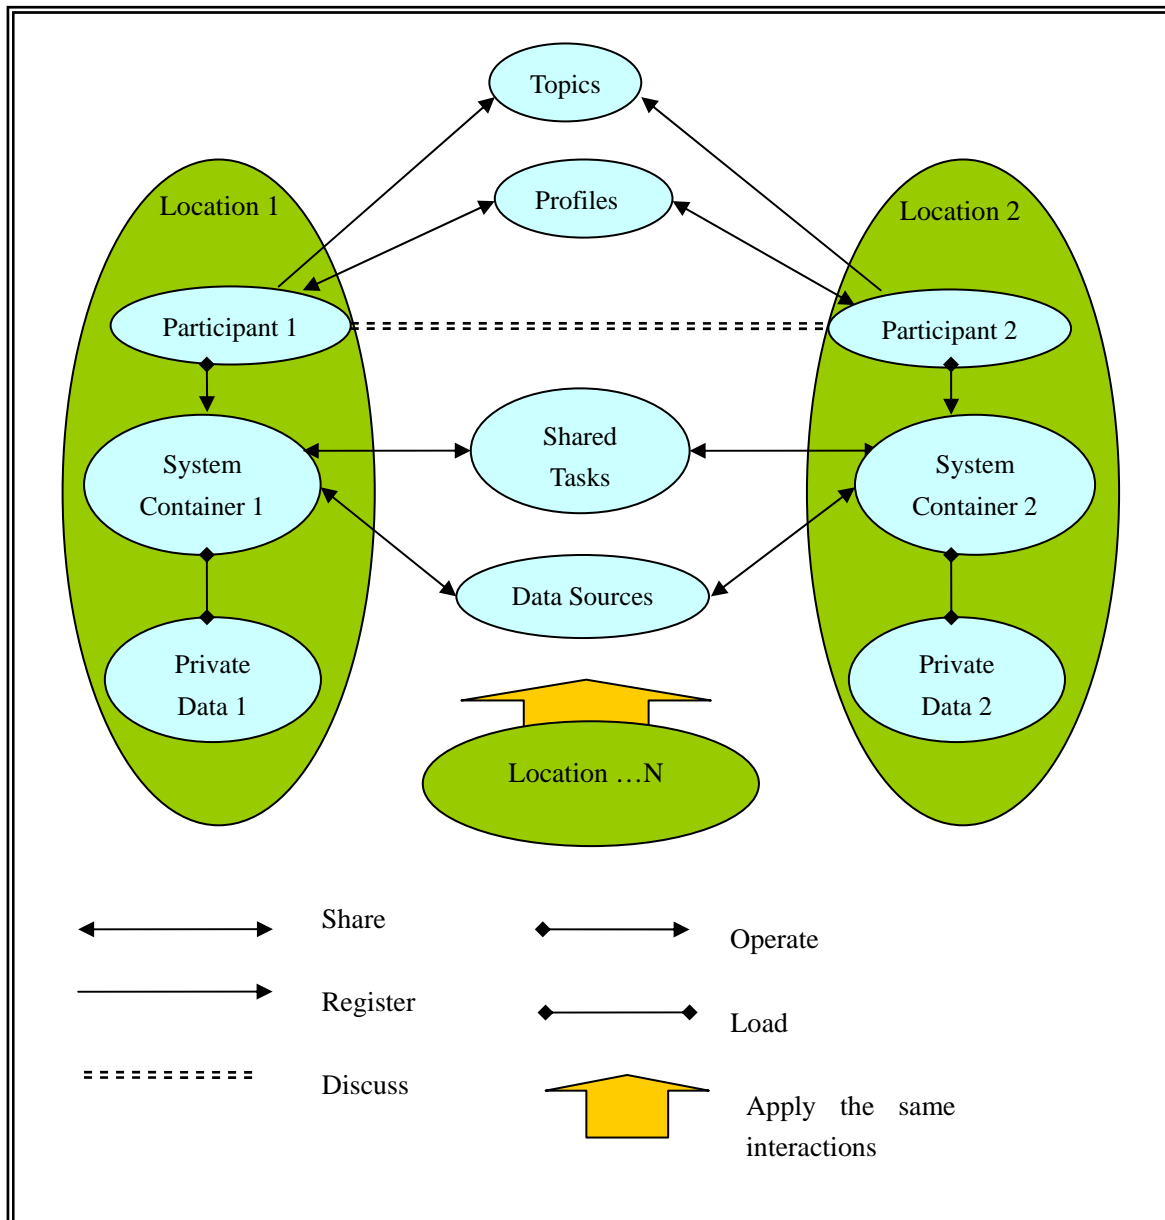 Topics
Profiles
Location 1
Location 2
Participant 1
Participant 2
System
Container 1
Shared
Tasks
System
Container 2
Data Sources
Private
Data 1
Private
Data 2
Location …N
Share
Operate
Register
Load
Discuss
Apply the same
interactions